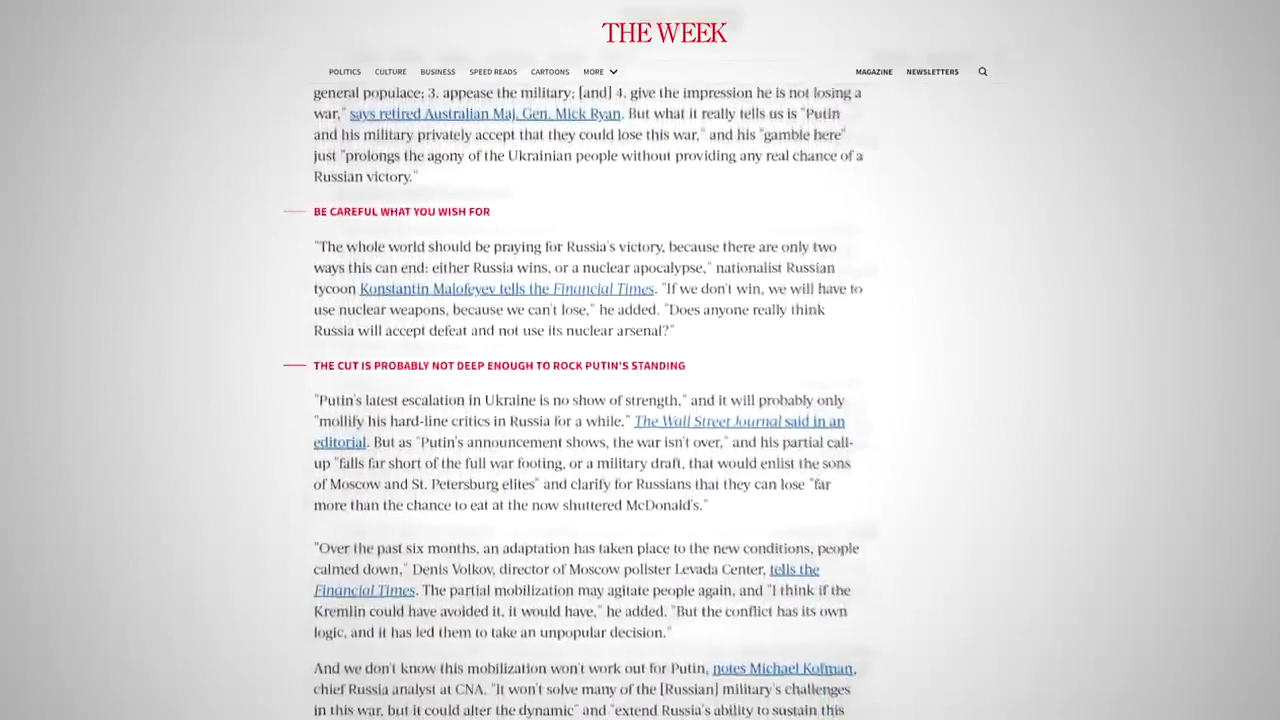 THE WEEK
POLITICS CULTURE BUSINESS SPEED READS CARTOONS MORE MAGAZINE NEWSLETTERS
general populace; 3. appease the military; [and] 4. give the impression he is not losing a
war," says retired Australian Maj. Gen. Mick Ryan. But what it really tells us is "Putin
and his military privately accept that they could lose this war," and his "gamble here"
just "prolongs the agony of the Ukrainian people without providing any real chance of a
Russian victory."
BE CAREFUL WHAT YOU WISH FOR
"The whole world should be praying for Russia's victory, because there are only two
ways this can end: either Russia wins, or a nuclear apocalypse," nationalist Russian
tycoon Konstantin Malofeyev tells the Financial Times. "If we don't win, we will have to
use nuclear weapons, because we can't lose," he added. "Does anyone really think
Russia will accept defeat and not use its nuclear arsenal?"
THE CUT IS PROBABLY NOT DEEP ENOUGH TO ROCK PUTIN'S STANDING
"Putin's latest escalation in Ukraine is no show of strength," and it will probably only
"mollify his hard-line critics in Russia for a while," The Wall Street Journal said in an
editorial. But as "Putin's announcement shows, the war isn't over," and his partial call-
up "falls far short of the full war footing, or a military draft, that would enlist the sons
of Moscow and St. Petersburg elites" and clarify for Russians that they can lose "far
more than the chance to eat at the now shuttered McDonald's."
"Over the past six months, an adaptation has taken place to the new conditions, people
calmed down," Denis Volkov, director of Moscow pollster Levada Center, tells the
Financial Times. The partial mobilization may agitate people again, and "I think if the
Kremlin could have avoided it, it would have," he added. "But the conflict has its own
logic, and it has led them to take an unpopular decision."
And we don't know this mobilization won't work out for Putin, notes Michael Kofman,
chief Russia analyst at CNA. "It won't solve many of the [Russian] military's challenges
in this war, but it could alter the dynamic" and "extend Russia's ability to sustain this